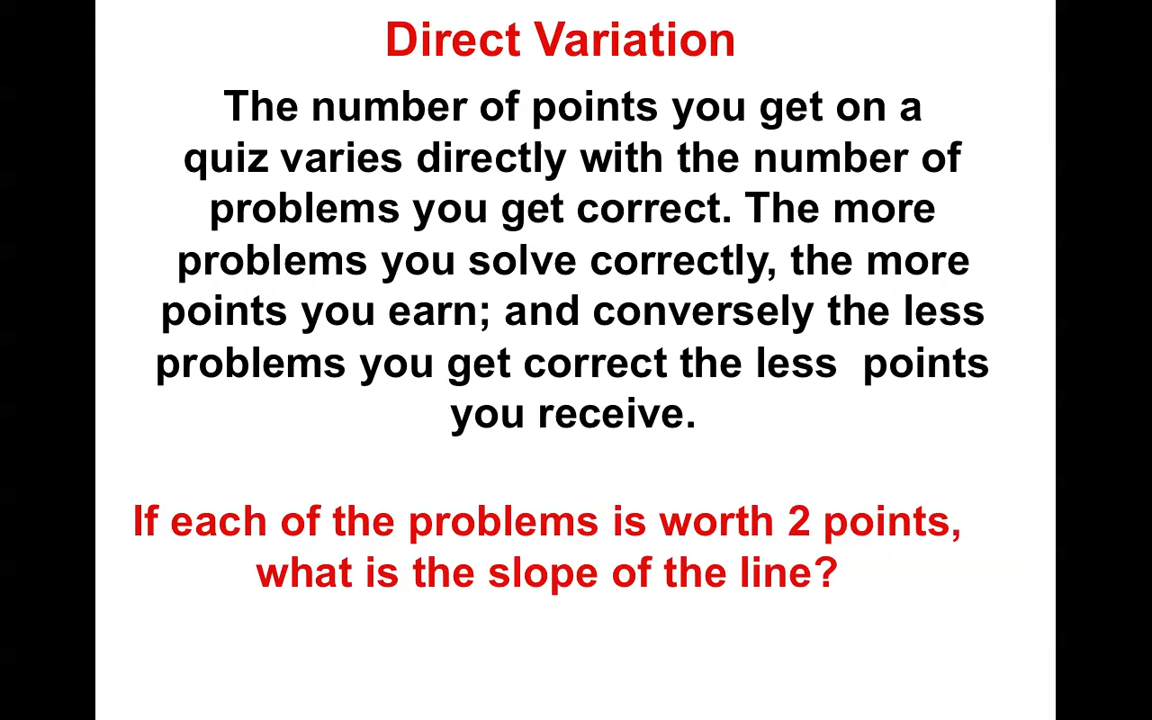 Direct Variation
The number of points you get on a
quiz varies directly with the number of
problems you get correct. The more
problems you solve correctly, the more
points you earn; and conversely the less
problems you get correct the less  points
you receive.
If each of the problems is worth 2 points,
what is the slope of the line?